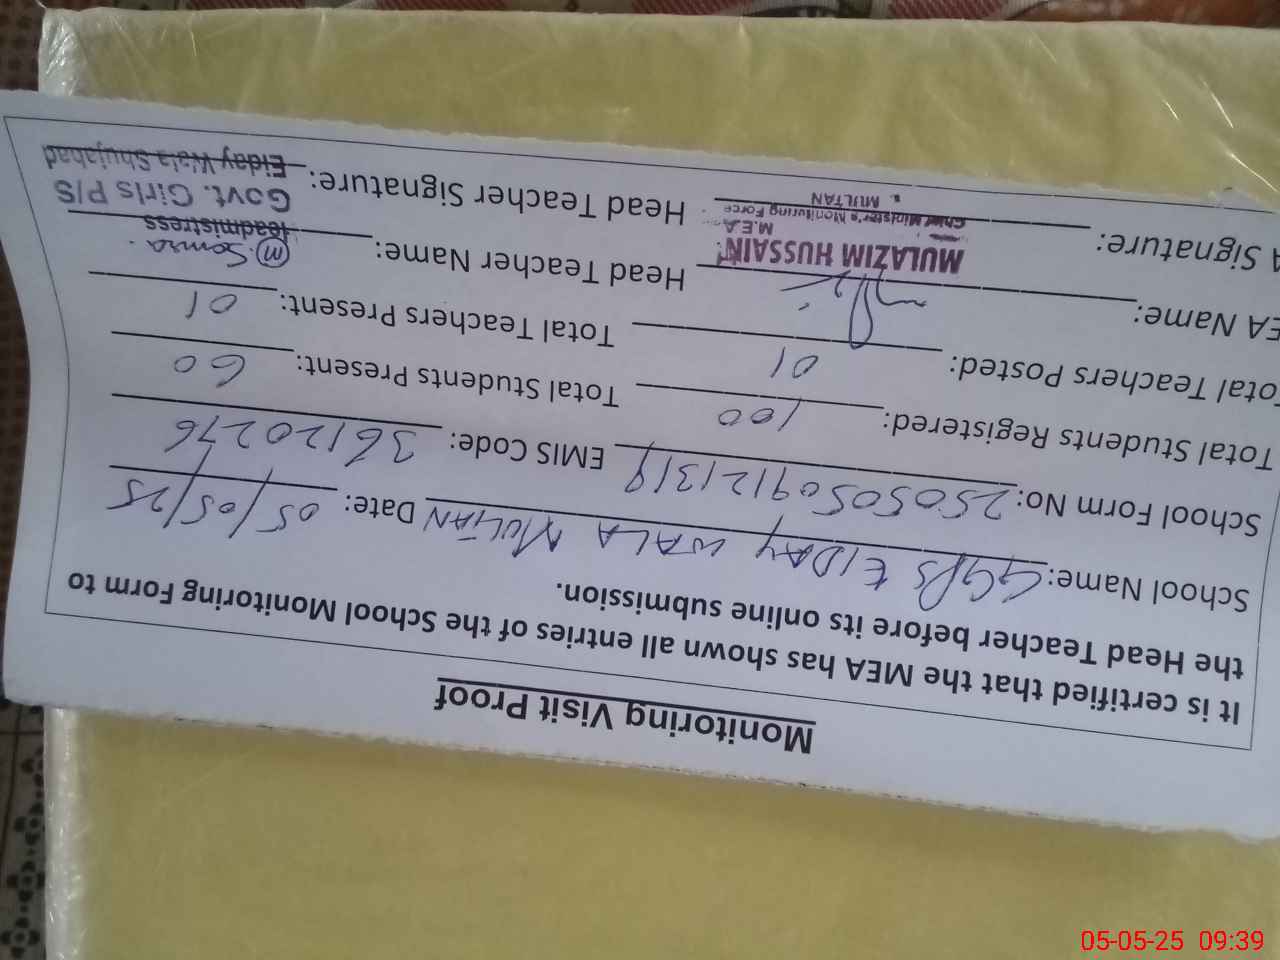 Monitoring Visit Proof
It is certified that the MEA has shown all entries of the School Monitoring Form to
the Head Teacher before its online submission.
School Name: GGPS EIDAY WALA MULTAN Date: 05/05/25
School Form No: 25050509121319 EMIS Code: 36120276
Total Students Registered: 100 Total Students Present: 60
otal Teachers Posted: 01 Total Teachers Present: 01
EA Name: Head Teacher Name: Samra.
MULAZIM HUSSAIN
M.E.A
Chief Minister's Monitoring Force
MULTAN
A Signature: Head Teacher Signature:
eadmistress
Govt. Girls P/S
Eiday Wala Shujabad
05-05-25 09:39